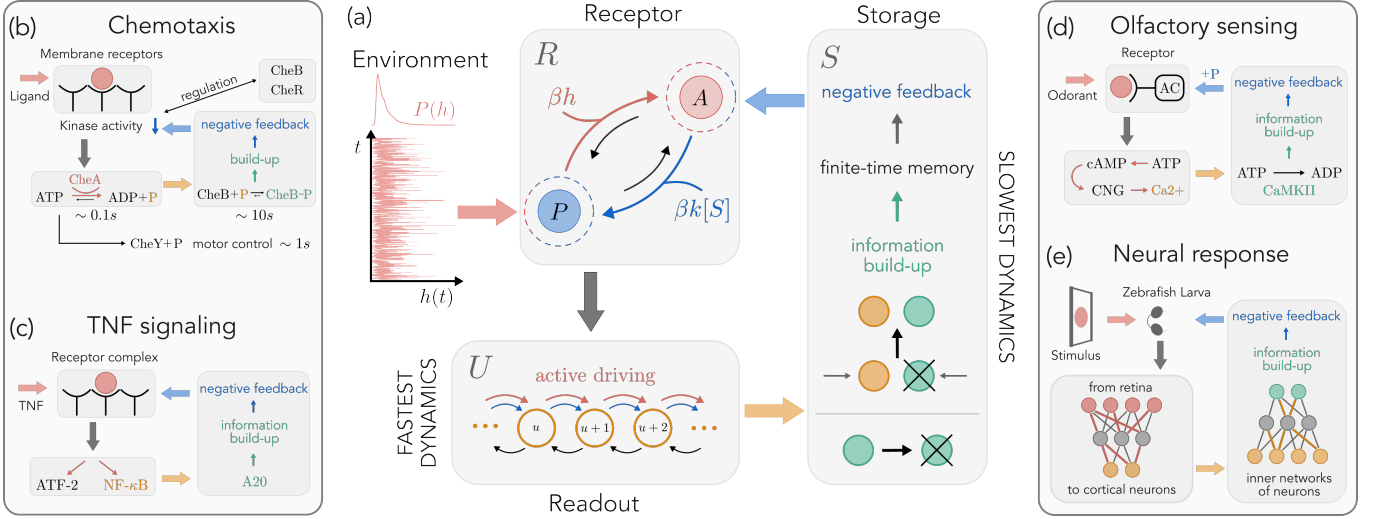 (b)
Chemotaxis
Membrane receptors
Ligand
regulation
CheB
CheR
Kinase activity
negative feedback
build-up
CheA
ATP
ADP+P
CheB+P
CheB-P
∼ 0.1s
∼ 10s
CheY+P motor control ∼ 1s
(c)
TNF signaling
Receptor complex
TNF
negative feedback
information
build-up
ATF-2
NF-κB
A20
(a)
Receptor
Environment
P(h)
t
h(t)
R
βh
A
P
βk[S]
U
active driving
u
u + 1
u + 2
FASTEST
DYNAMICS
Readout
Storage
S
negative feedback
finite-time memory
information
build-up
SLOWEST DYNAMICS
(d)
Olfactory sensing
Receptor
Odorant
AC
+P
negative feedback
information
build-up
cAMP
ATP
CNG
Ca2+
ATP
ADP
CaMKII
(e)
Neural response
Zebrafish Larva
Stimulus
negative feedback
information
build-up
from retina
to cortical neurons
inner networks
of neurons